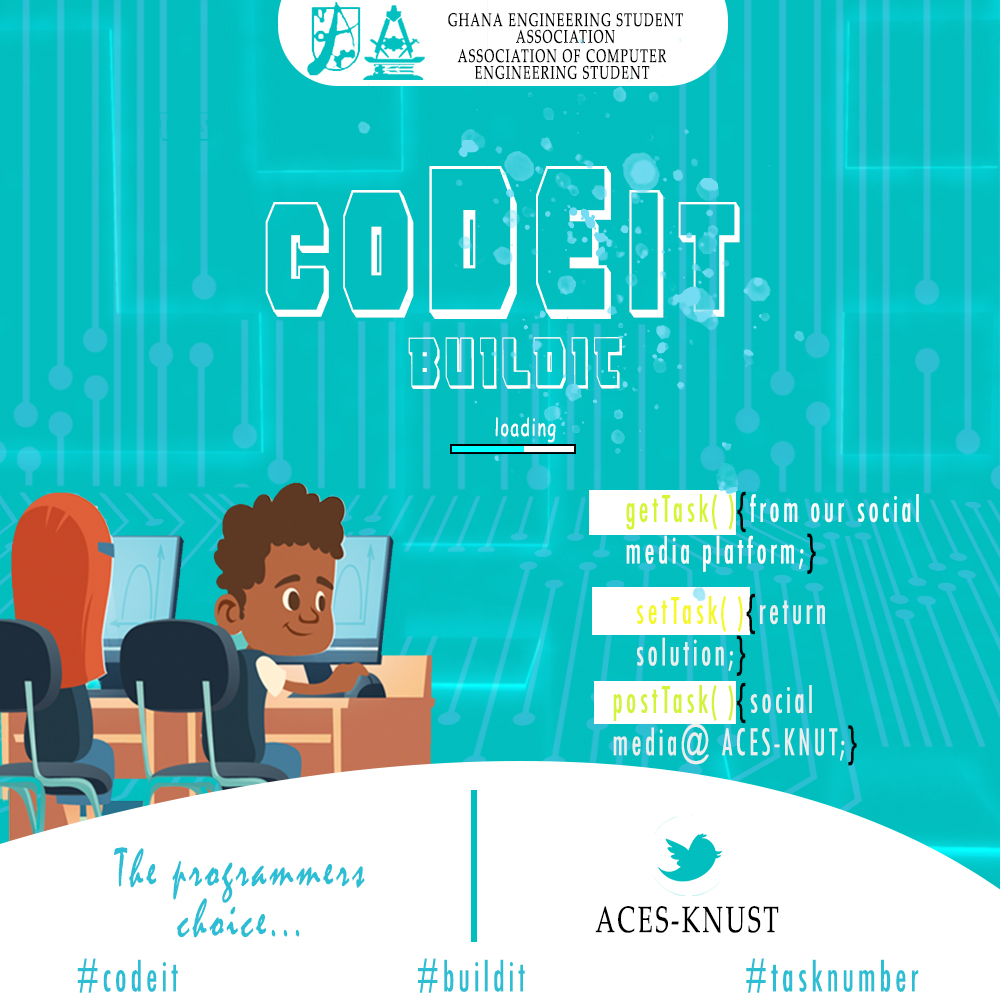 GHANA ENGINEERING STUDENT
ASSOCIATION
ASSOCIATION OF COMPUTER
ENGINEERING STUDENT
CODEIT
BUILDIT
loading
getTask( ){from our social
media platform;}
setTask( ){return
solution;}
postTask( ){social
media@ ACES-KNUT;}
The programmers
choice...
ACES-KNUST
#codeit #buildit #tasknumber